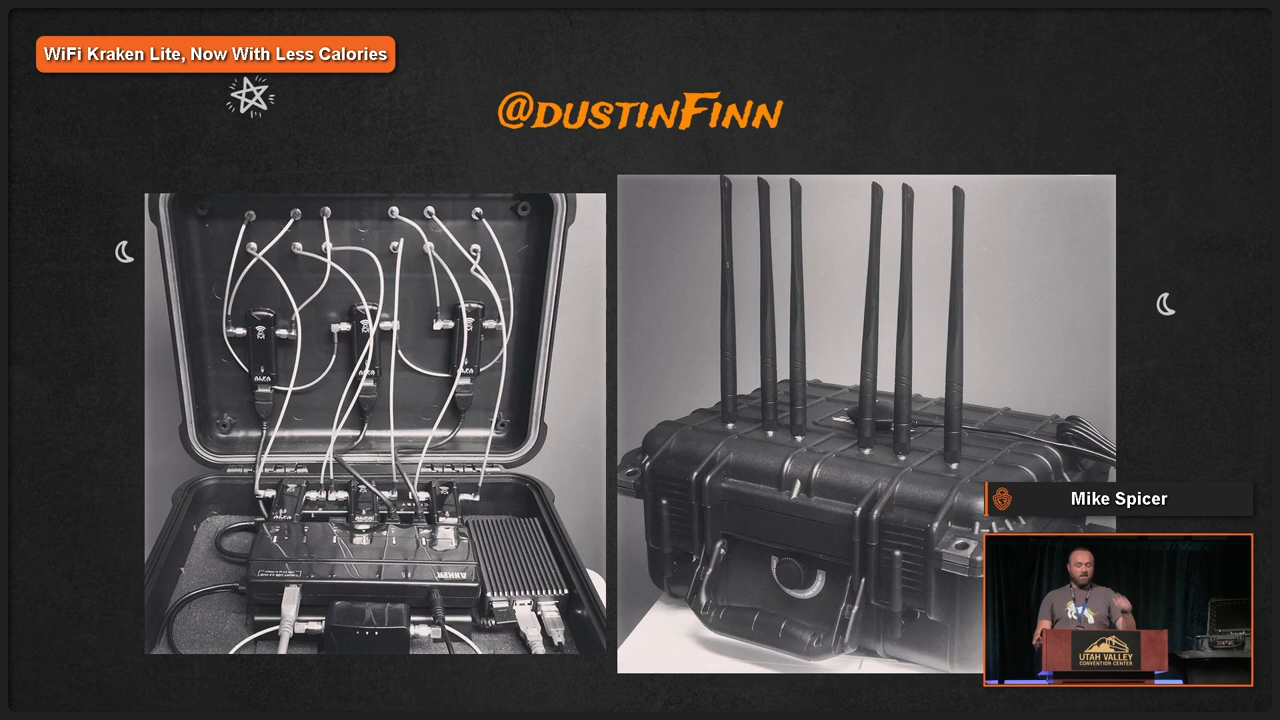 WiFi Kraken Lite, Now With Less Calories
@dustinFinn
ANKER
Mike Spicer
UTAH VALLEY
CONVENTION CENTER